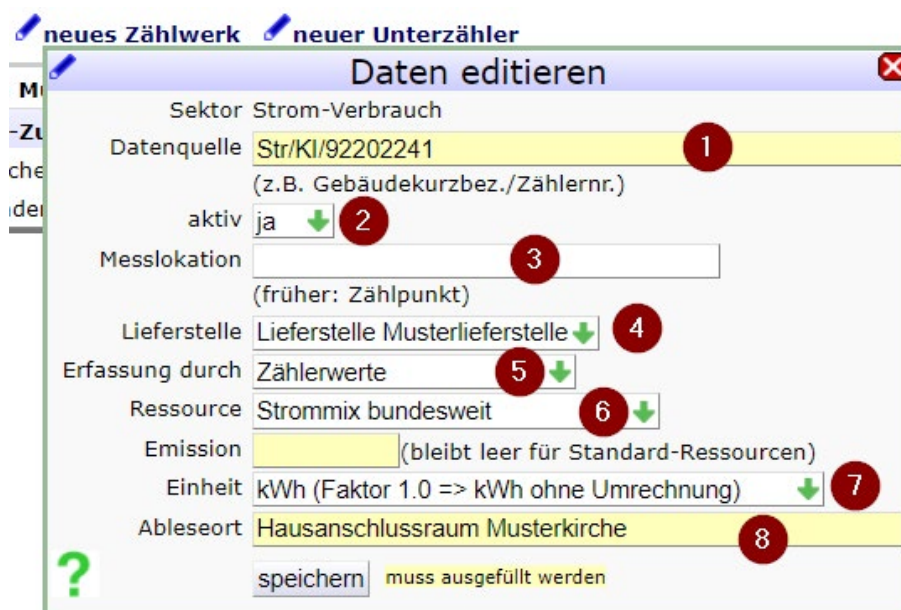 neues Zählwerk neuer Unterzähler
Daten editieren
Sektor Strom-Verbrauch
Datenquelle Str/KI/92202241 1
(z.B. Gebäudekurzbez./Zählernr.)
aktiv ja 2
Messlokation 3
(früher: Zählpunkt)
Lieferstelle Lieferstelle Musterlieferstelle 4
Erfassung durch Zählerwerte 5
Ressource Strommix bundesweit 6
Emission (bleibt leer für Standard-Ressourcen)
Einheit kWh (Faktor 1.0 => kWh ohne Umrechnung) 7
Ableseort Hausanschlussraum Musterkirche 8
? speichern muss ausgefüllt werden